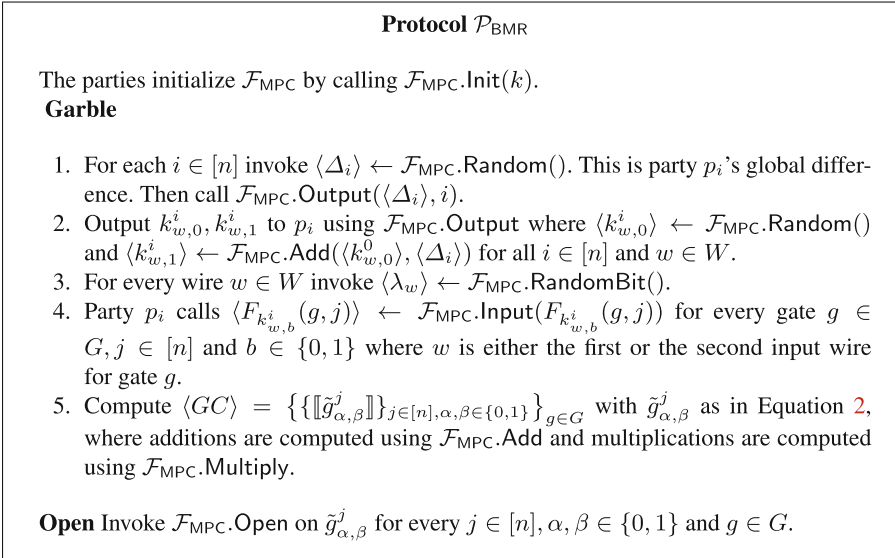 Protocol 𝒫_BMR
The parties initialize ℱ_MPC by calling ℱ_MPC.Init(k).
Garble
1. For each i ∈ [n] invoke ⟨Δ_i⟩ ← ℱ_MPC.Random(). This is party p_i's global differ-
ence. Then call ℱ_MPC.Output(⟨Δ_i⟩, i).
2. Output k^i_{w,0}, k^i_{w,1} to p_i using ℱ_MPC.Output where ⟨k^i_{w,0}⟩ ← ℱ_MPC.Random()
and ⟨k^i_{w,1}⟩ ← ℱ_MPC.Add(⟨k^0_{w,0}⟩, ⟨Δ_i⟩) for all i ∈ [n] and w ∈ W.
3. For every wire w ∈ W invoke ⟨λ_w⟩ ← ℱ_MPC.RandomBit().
4. Party p_i calls ⟨F_{k^i_{w,b}}(g, j)⟩ ← ℱ_MPC.Input(F_{k^i_{w,b}}(g, j)) for every gate g ∈
G, j ∈ [n] and b ∈ {0, 1} where w is either the first or the second input wire
for gate g.
5. Compute ⟨GC⟩ = {{⟦g̃^j_{α,β}⟧}_{j∈[n],α,β∈{0,1}}}_{g∈G} with g̃^j_{α,β} as in Equation 2,
where additions are computed using ℱ_MPC.Add and multiplications are computed
using ℱ_MPC.Multiply.
Open Invoke ℱ_MPC.Open on g̃^j_{α,β} for every j ∈ [n], α, β ∈ {0, 1} and g ∈ G.